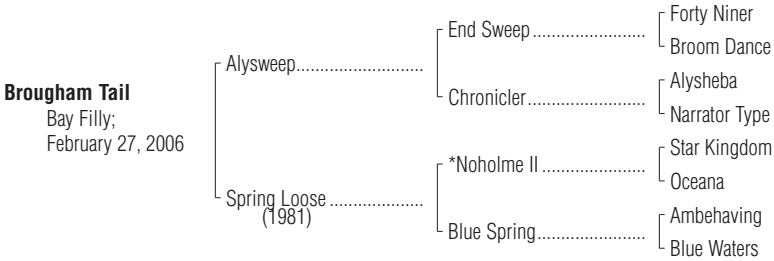 Forty Niner
End Sweep
Broom Dance
Alysweep
Alysheba
Chronicler
Narrator Type
Brougham Tail
Bay Filly;
February 27, 2006
Star Kingdom
*Noholme II
Oceana
Spring Loose
(1981)
Ambehaving
Blue Spring
Blue Waters